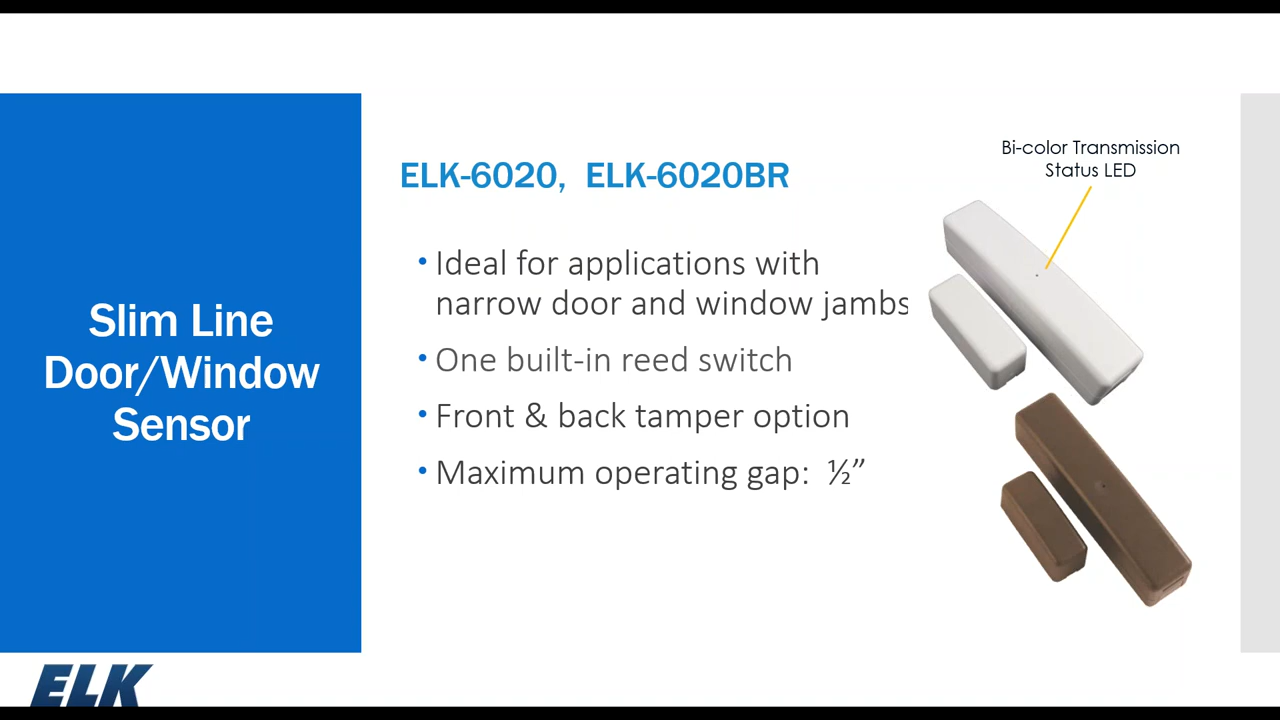 Slim Line
Door/Window
Sensor
ELK-6020,  ELK-6020BR
• Ideal for applications with
narrow door and window jambs
• One built-in reed switch
• Front & back tamper option
• Maximum operating gap:  ½”
Bi-color Transmission
Status LED
ELK